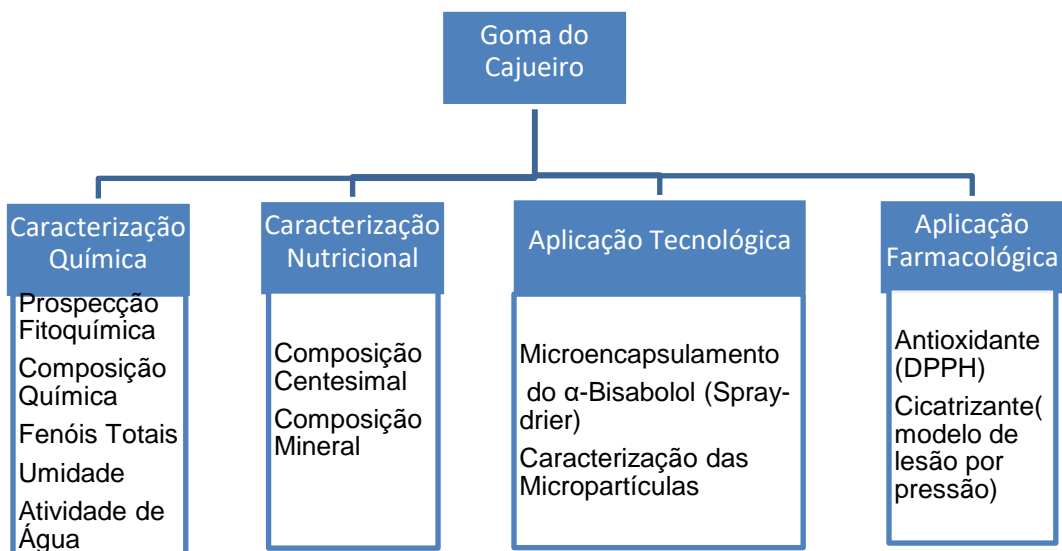 Goma do
Cajueiro
Caracterização
Química
Prospecção
Fitoquímica
Composição
Química
Fenóis Totais
Umidade
Atividade de
Água
Caracterização
Nutricional
Composição
Centesimal
Composição
Mineral
Aplicação Tecnológica
Microencapsulamento
do α-Bisabolol (Spray-
drier)
Caracterização das
Micropartículas
Aplicação
Farmacológica
Antioxidante
(DPPH)
Cicatrizante(
modelo de
lesão por
pressão)